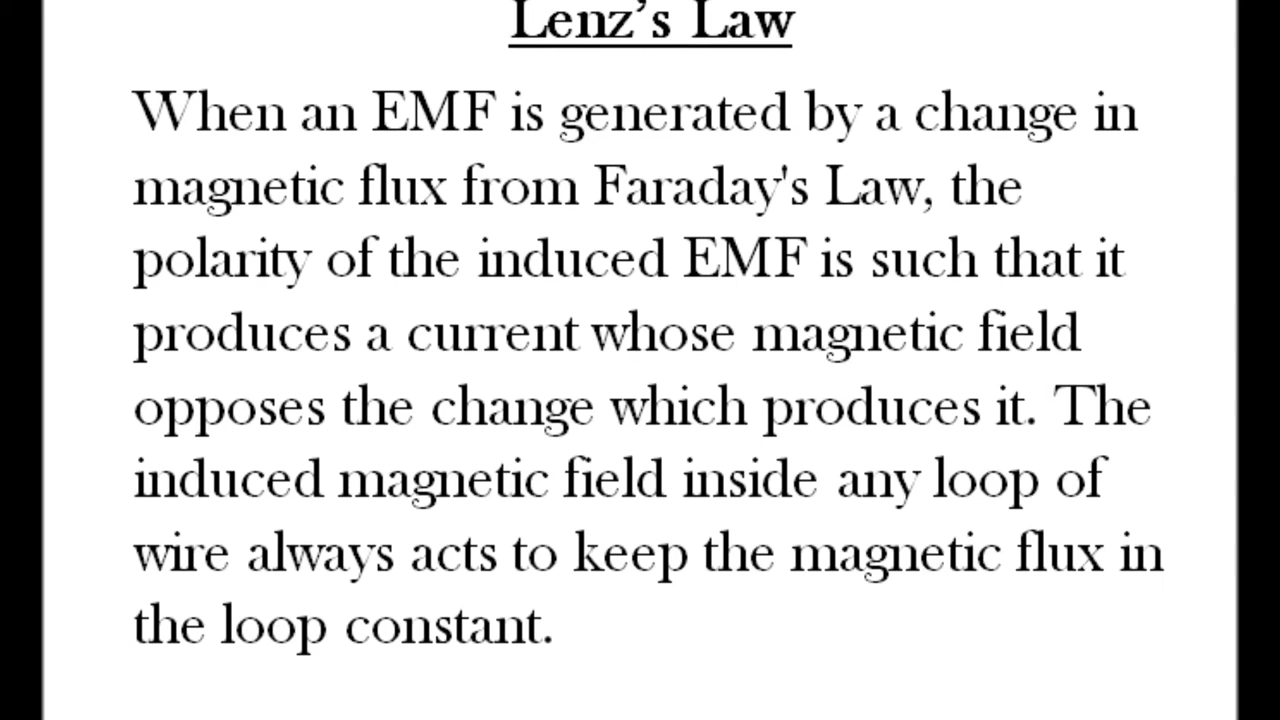 Lenz’s Law
When an EMF is generated by a change in
magnetic flux from Faraday's Law, the
polarity of the induced EMF is such that it
produces a current whose magnetic field
opposes the change which produces it. The
induced magnetic field inside any loop of
wire always acts to keep the magnetic flux in
the loop constant.